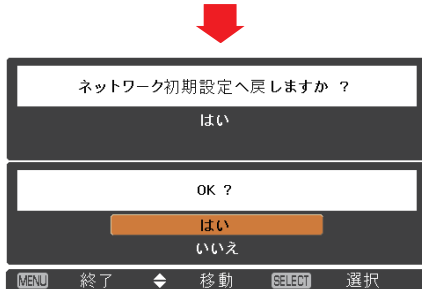 ネットワーク初期設定へ戻しますか ?
はい
OK ?
はい
いいえ
MENU 終了 移動 SELECT 選択